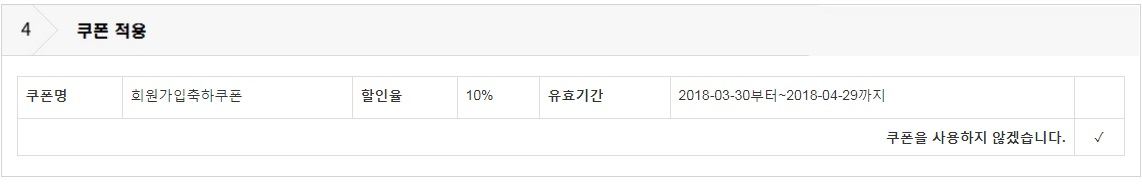 4 쿠폰 적용
쿠폰명 회원가입축하쿠폰 할인율 10% 유효기간 2018-03-30부터~2018-04-29까지
쿠폰을 사용하지 않겠습니다. ✓